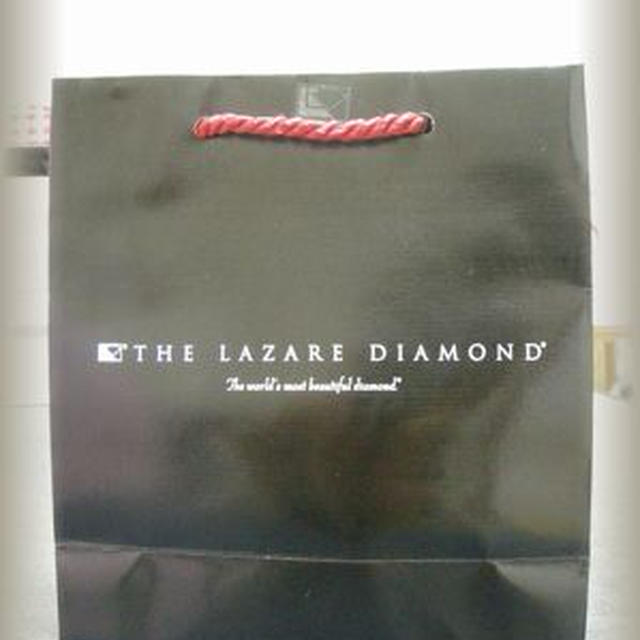 THE LAZARE DIAMOND®
The world's most beautiful diamond.®